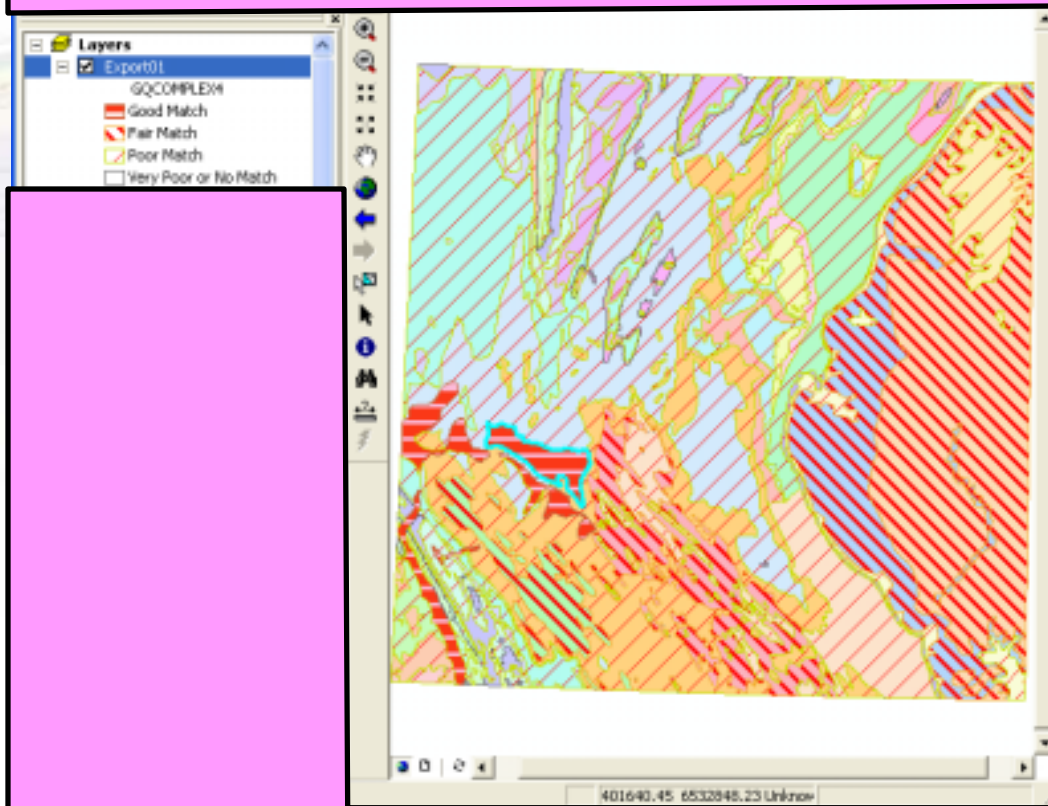 Layers
Export01
GQCOMPLEX4
Good Match
Fair Match
Poor Match
Very Poor or No Match
401640.45 6532848.23 Unknow